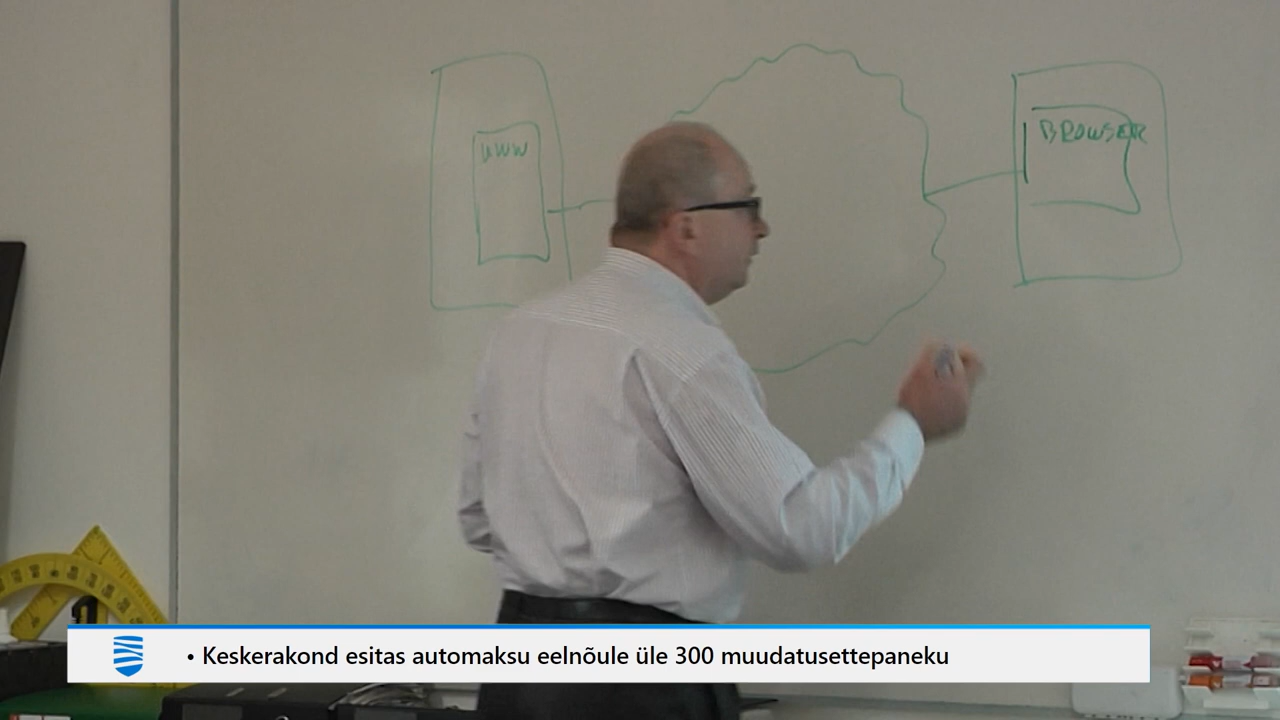 WWW
BROWSER
• Keskerakond esitas automaksu eelnõule üle 300 muudatusettepaneku